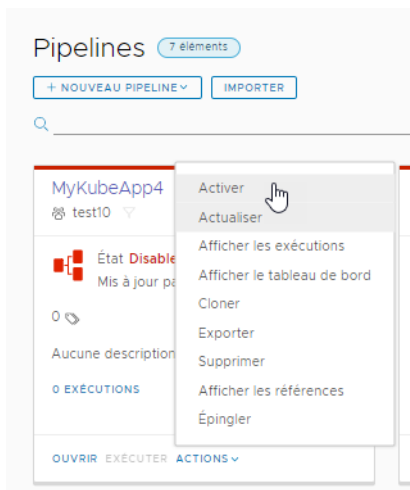 Pipelines 7 éléments
+ NOUVEAU PIPELINE IMPORTER
MyKubeApp4
test10
État Disable
Mis à jour pa
0
Aucune description
0 EXÉCUTIONS
OUVRIR EXÉCUTER ACTIONS
Activer
Actualiser
Afficher les exécutions
Afficher le tableau de bord
Cloner
Exporter
Supprimer
Afficher les références
Épingler